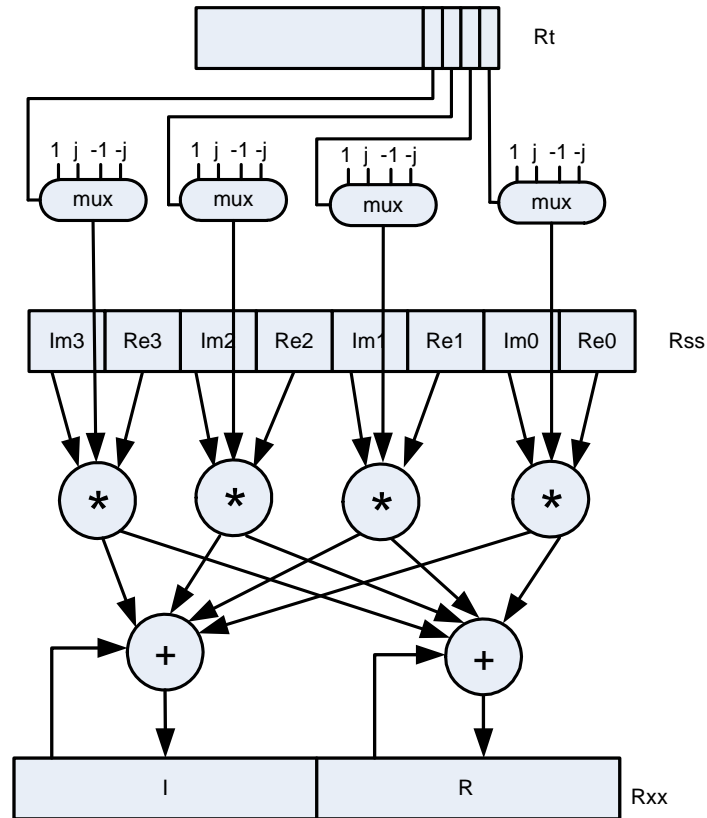 Rt
1 j -1 -j
1 j -1 -j
1 j -1 -j
1 j -1 -j
mux
mux
mux
mux
Im3 Re3 Im2 Re2 Im1 Re1 Im0 Re0
Rss
* * * *
+ +
I R
Rxx